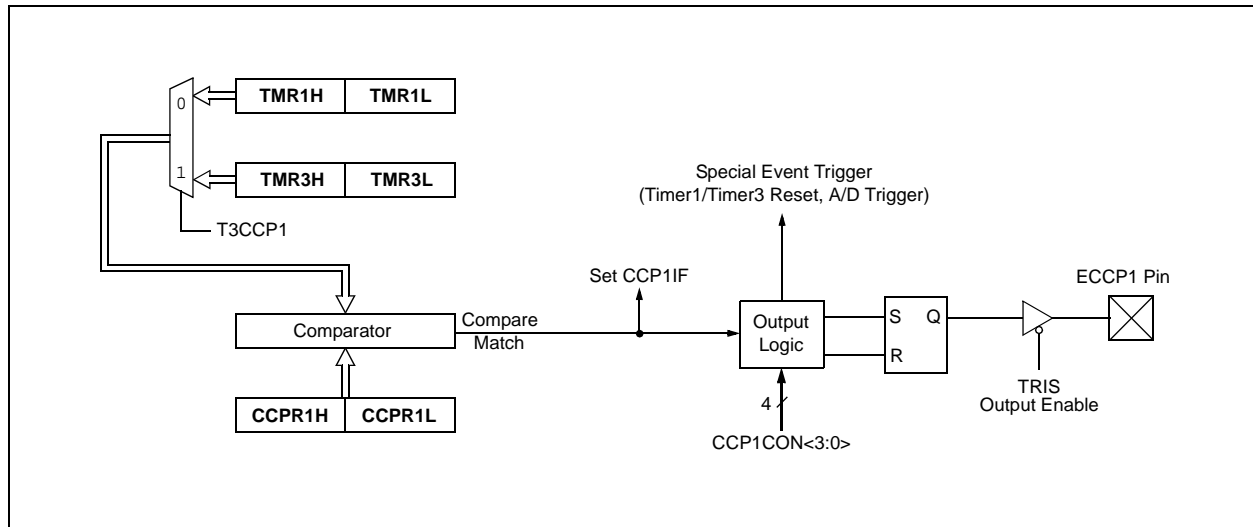 0
TMR1H TMR1L
1
TMR3H TMR3L
T3CCP1
Special Event Trigger
(Timer1/Timer3 Reset, A/D Trigger)
Set CCP1IF
ECCP1 Pin
Comparator
Compare
Match
Output
Logic
S Q
R
TRIS
Output Enable
CCPR1H CCPR1L
4
CCP1CON<3:0>